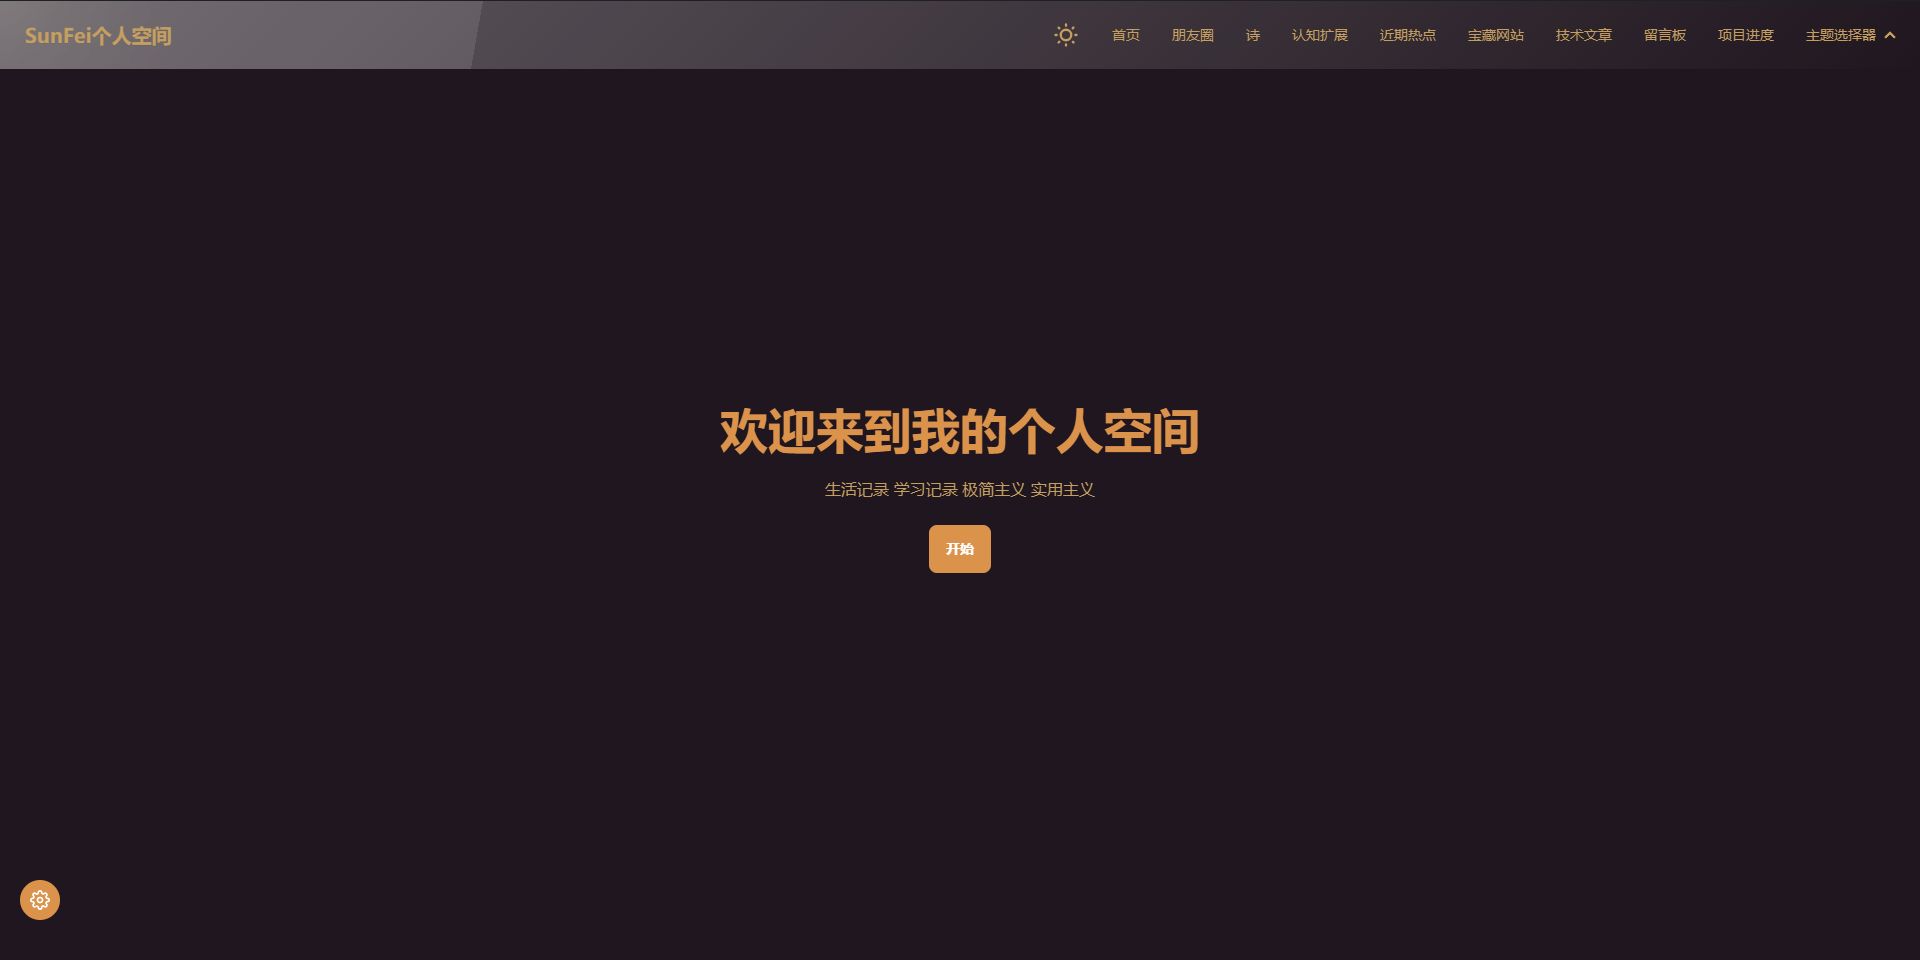 SunFei个人空间
首页 朋友圈 诗 认知扩展 近期热点 宝藏网站 技术文章 留言板 项目进度 主题选择器
欢迎来到我的个人空间
生活记录 学习记录 极简主义 实用主义
开始